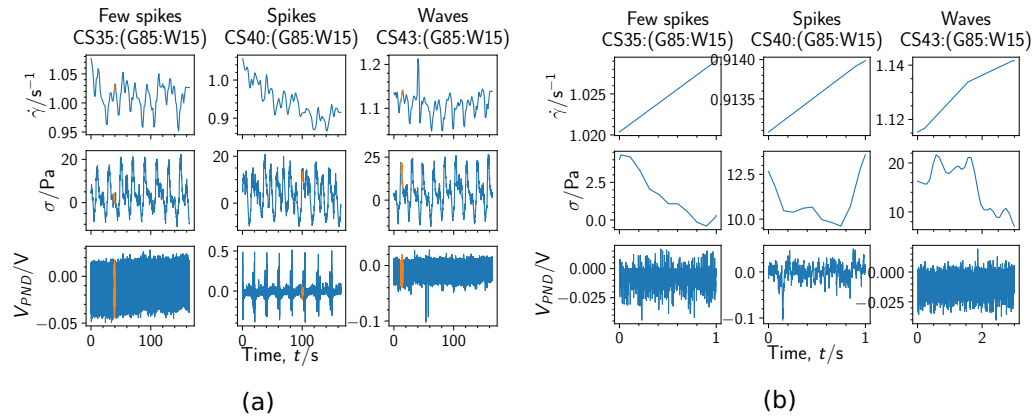 Few spikes Spikes Waves
CS35:(G85:W15) CS40:(G85:W15) CS43:(G85:W15)
γ̇/s⁻¹
1.05
1.00
0.95
1.0
0.9
1.2
1.1
σ/Pa
20
0
20
0
25
0
V_PND/V
0.00
−0.05
0.5
0.0
0.0
−0.1
0 100 0 100 0 100
Time, t/s
(a)
Few spikes Spikes Waves
CS35:(G85:W15) CS40:(G85:W15) CS43:(G85:W15)
γ̇/s⁻¹
1.025
1.020
0.9140
0.9135
1.14
1.12
σ/Pa
2.5
0.0
12.5
10.0
20
10
V_PND/V
0.000
−0.025
0.0
−0.1
0.000
−0.025
0 1 0 1 0 2
Time, t/s
(b)